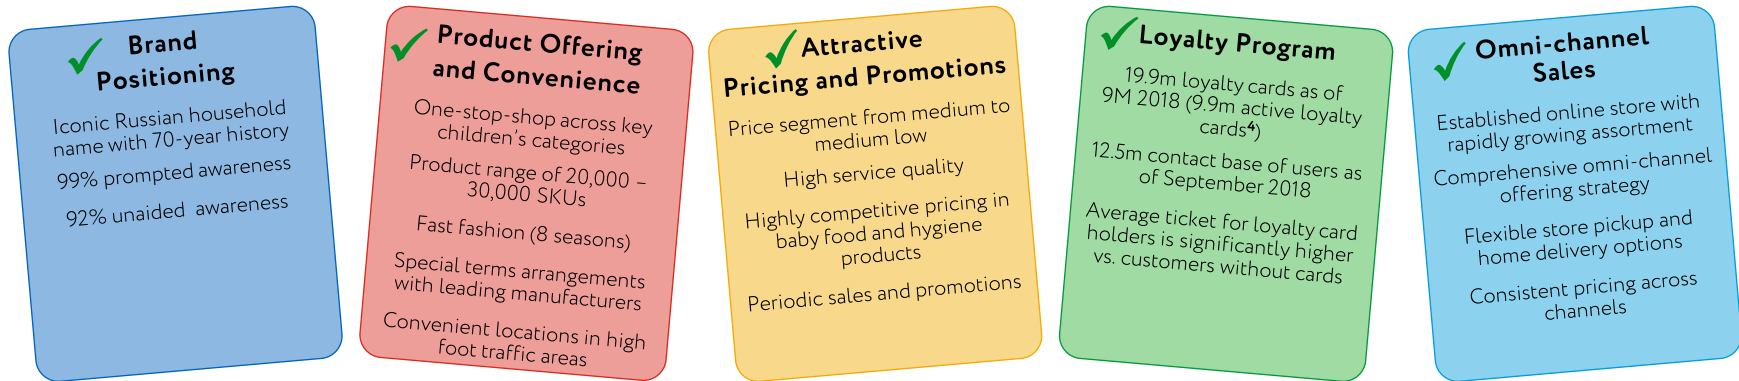 Brand
Positioning
Iconic Russian household
name with 70-year history
99% prompted awareness
92% unaided awareness
Product Offering
and Convenience
One-stop-shop across key
children's categories
Product range of 20,000 –
30,000 SKUs
Fast fashion (8 seasons)
Special terms arrangements
with leading manufacturers
Convenient locations in high
foot traffic areas
Attractive
Pricing and Promotions
Price segment from medium to
medium low
High service quality
Highly competitive pricing in
baby food and hygiene
products
Periodic sales and promotions
Loyalty Program
19.9m loyalty cards as of
9M 2018 (9.9m active loyalty
cards⁴)
12.5m contact base of users as
of September 2018
Average ticket for loyalty card
holders is significantly higher
vs. customers without cards
Omni-channel
Sales
Established online store with
rapidly growing assortment
Comprehensive omni-channel
offering strategy
Flexible store pickup and
home delivery options
Consistent pricing across
channels